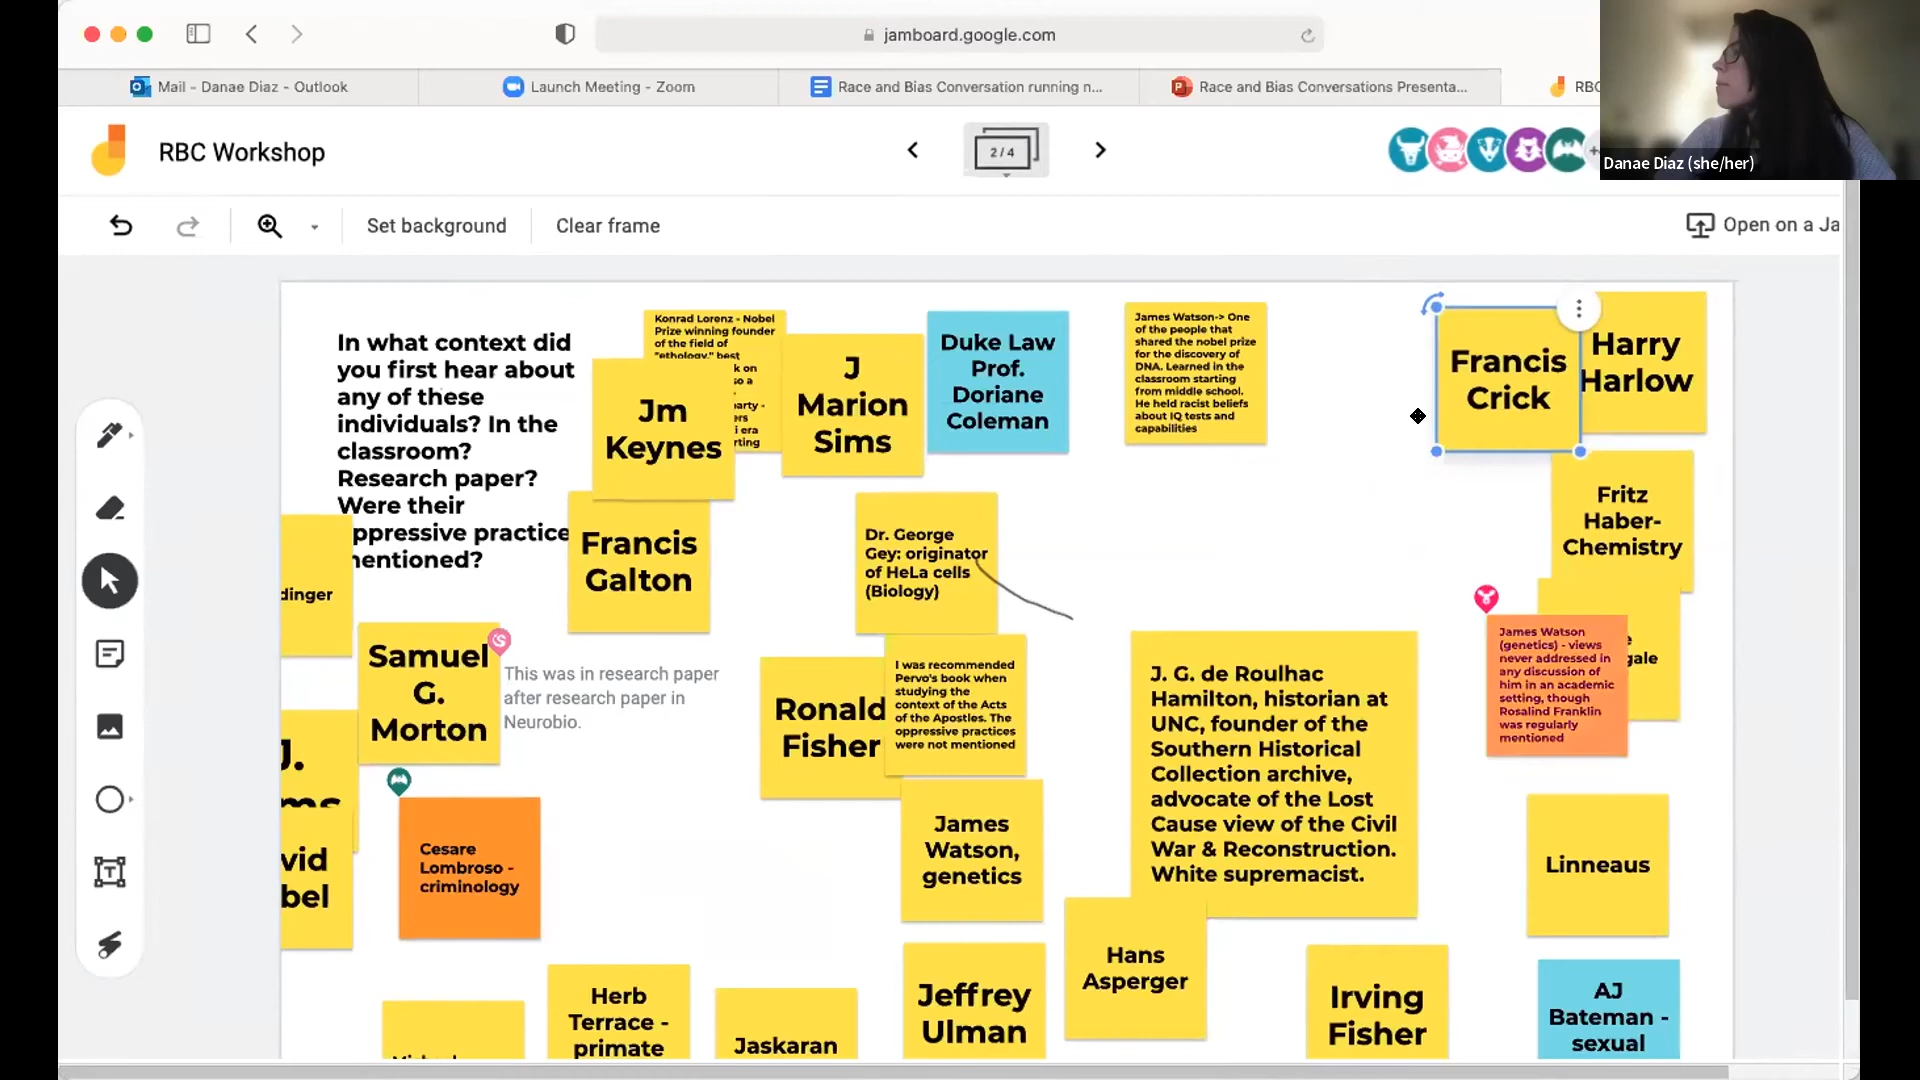 jamboard.google.com
Mail - Danae Diaz - Outlook
Launch Meeting - Zoom
Race and Bias Conversation running n...
Race and Bias Conversations Presenta...
RBC
Danae Diaz (she/her)
RBC Workshop
2 / 4
Set background
Clear frame
Open on a Ja
In what context did
you first hear about
any of these
individuals? In the
classroom?
Research paper?
Were their
ppressive practice
nentioned?
Konrad Lorenz - Nobel
Prize winning founder
of the field of
"ethology," best
k on
so a
arty -
ers
i era
rting
Jm
Keynes
J
Marion
Sims
Duke Law
Prof.
Doriane
Coleman
James Watson-> One
of the people that
shared the nobel prize
for the discovery of
DNA. Learned in the
classroom starting
from middle school.
He held racist beliefs
about IQ tests and
capabilities
Francis
Crick
Harry
Harlow
Fritz
Haber-
Chemistry
Francis
Galton
Dr. George
Gey: originator
of HeLa cells
(Biology)
dinger
Samuel
G.
Morton
This was in research paper
after research paper in
Neurobio.
Ronald
Fisher
I was recommended
Pervo's book when
studying the
context of the Acts
of the Apostles. The
oppressive practices
were not mentioned
J. G. de Roulhac
Hamilton, historian at
UNC, founder of the
Southern Historical
Collection archive,
advocate of the Lost
Cause view of the Civil
War & Reconstruction.
White supremacist.
James Watson
(genetics) - views
never addressed in
any discussion of
him in an academic
setting, though
Rosalind Franklin
was regularly
mentioned
gale
J.
vid
bel
Cesare
Lombroso -
criminology
James
Watson,
genetics
Linneaus
Hans
Asperger
Herb
Terrace -
primate
Jaskaran
Jeffrey
Ulman
Irving
Fisher
AJ
Bateman -
sexual